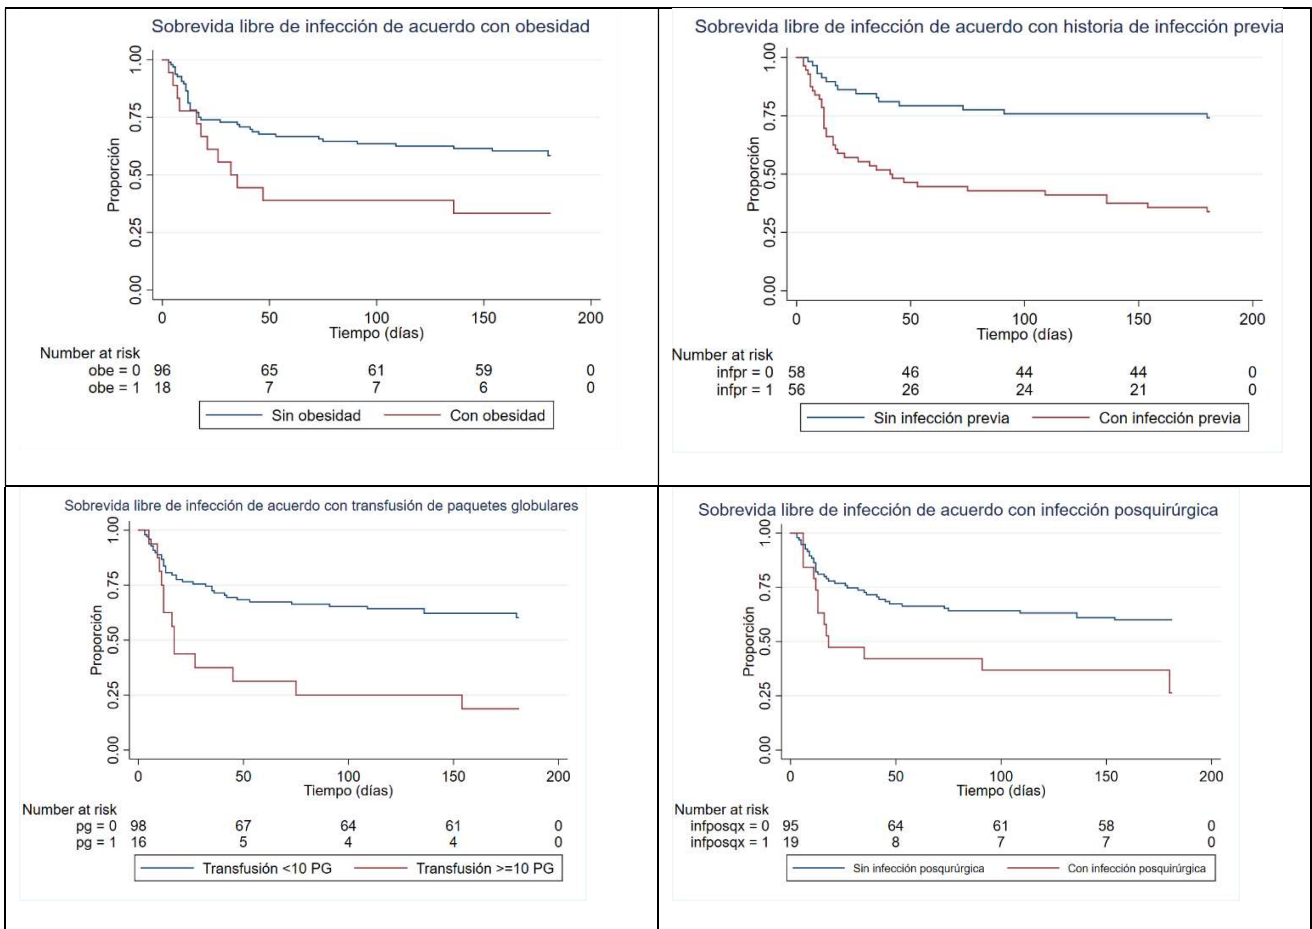 Sobrevida libre de infección de acuerdo con obesidad
1.00
0.75
0.50
0.25
0.00
Proporción
0 50 100 150 200
Tiempo (días)
Number at risk
obe = 0 96 65 61 59 0
obe = 1 18 7 7 6 0
Sin obesidad Con obesidad
Sobrevida libre de infección de acuerdo con historia de infección previa
1.00
0.75
0.50
0.25
0.00
Proporción
0 50 100 150 200
Tiempo (días)
Number at risk
infpr = 0 58 46 44 44 0
infpr = 1 56 26 24 21 0
Sin infección previa Con infección previa
Sobrevida libre de infección de acuerdo con transfusión de paquetes globulares
1.00
0.75
0.50
0.25
0.00
Proporción
0 50 100 150 200
Tiempo (días)
Number at risk
pg = 0 98 67 64 61 0
pg = 1 16 5 4 4 0
Transfusión <10 PG Transfusión >=10 PG
Sobrevida libre de infección de acuerdo con infección posquirúrgica
1.00
0.75
0.50
0.25
0.00
Proporción
0 50 100 150 200
Tiempo (días)
Number at risk
infposqx = 0 95 64 61 58 0
infposqx = 1 19 8 7 7 0
Sin infección posqurúrgica Con infección posquirúrgica